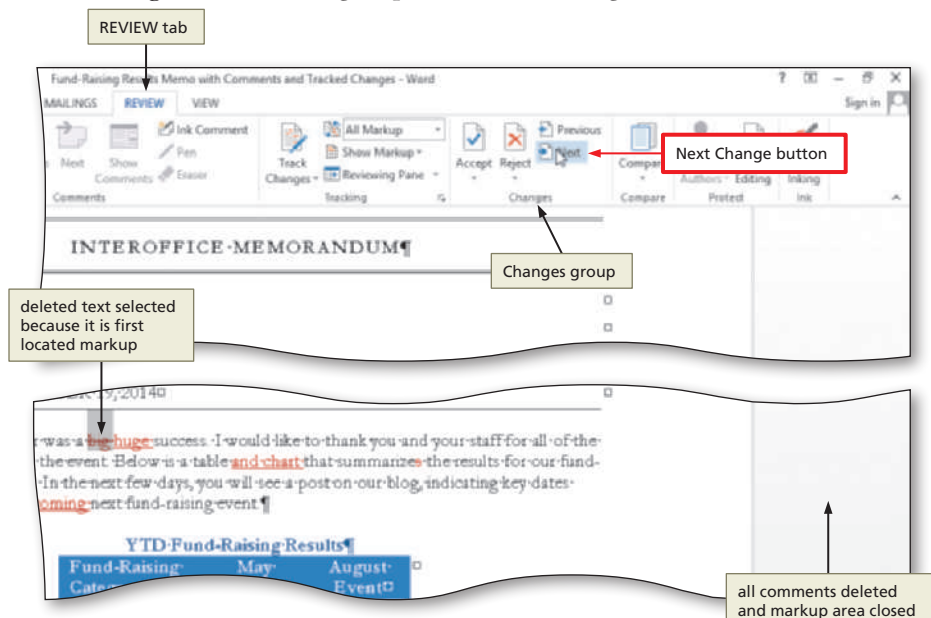 REVIEW tab
Fund-Raising Results Memo with Comments and Tracked Changes - Word
MAILINGS REVIEW VIEW
Sign in
Next
Show Comments
Ink Comment
Pen
Eraser
Comments
Track Changes
All Markup
Show Markup
Reviewing Pane
Tracking
Accept
Reject
Previous
Next
Changes
Compare
Compare
Next Change button
Authors
Editing
Protect
Inking
Ink
INTEROFFICE·MEMORANDUM¶
Changes group
deleted text selected
because it is first
located markup
19,·2014¤
was·a·big·huge·success.·I·would·like·to·thank·you·and·your·staff·for·all·of·the·
the·event.·Below·is·a·table·and·chart·that·summarizes·the·results·for·our·fund-
·In·the·next·few·days,·you·will·see·a·post·on·our·blog,·indicating·key·dates·
oming·next·fund-raising·event.¶
YTD·Fund-Raising·Results¶
Fund-Raising· May· August·
Event¤
all comments deleted
and markup area closed